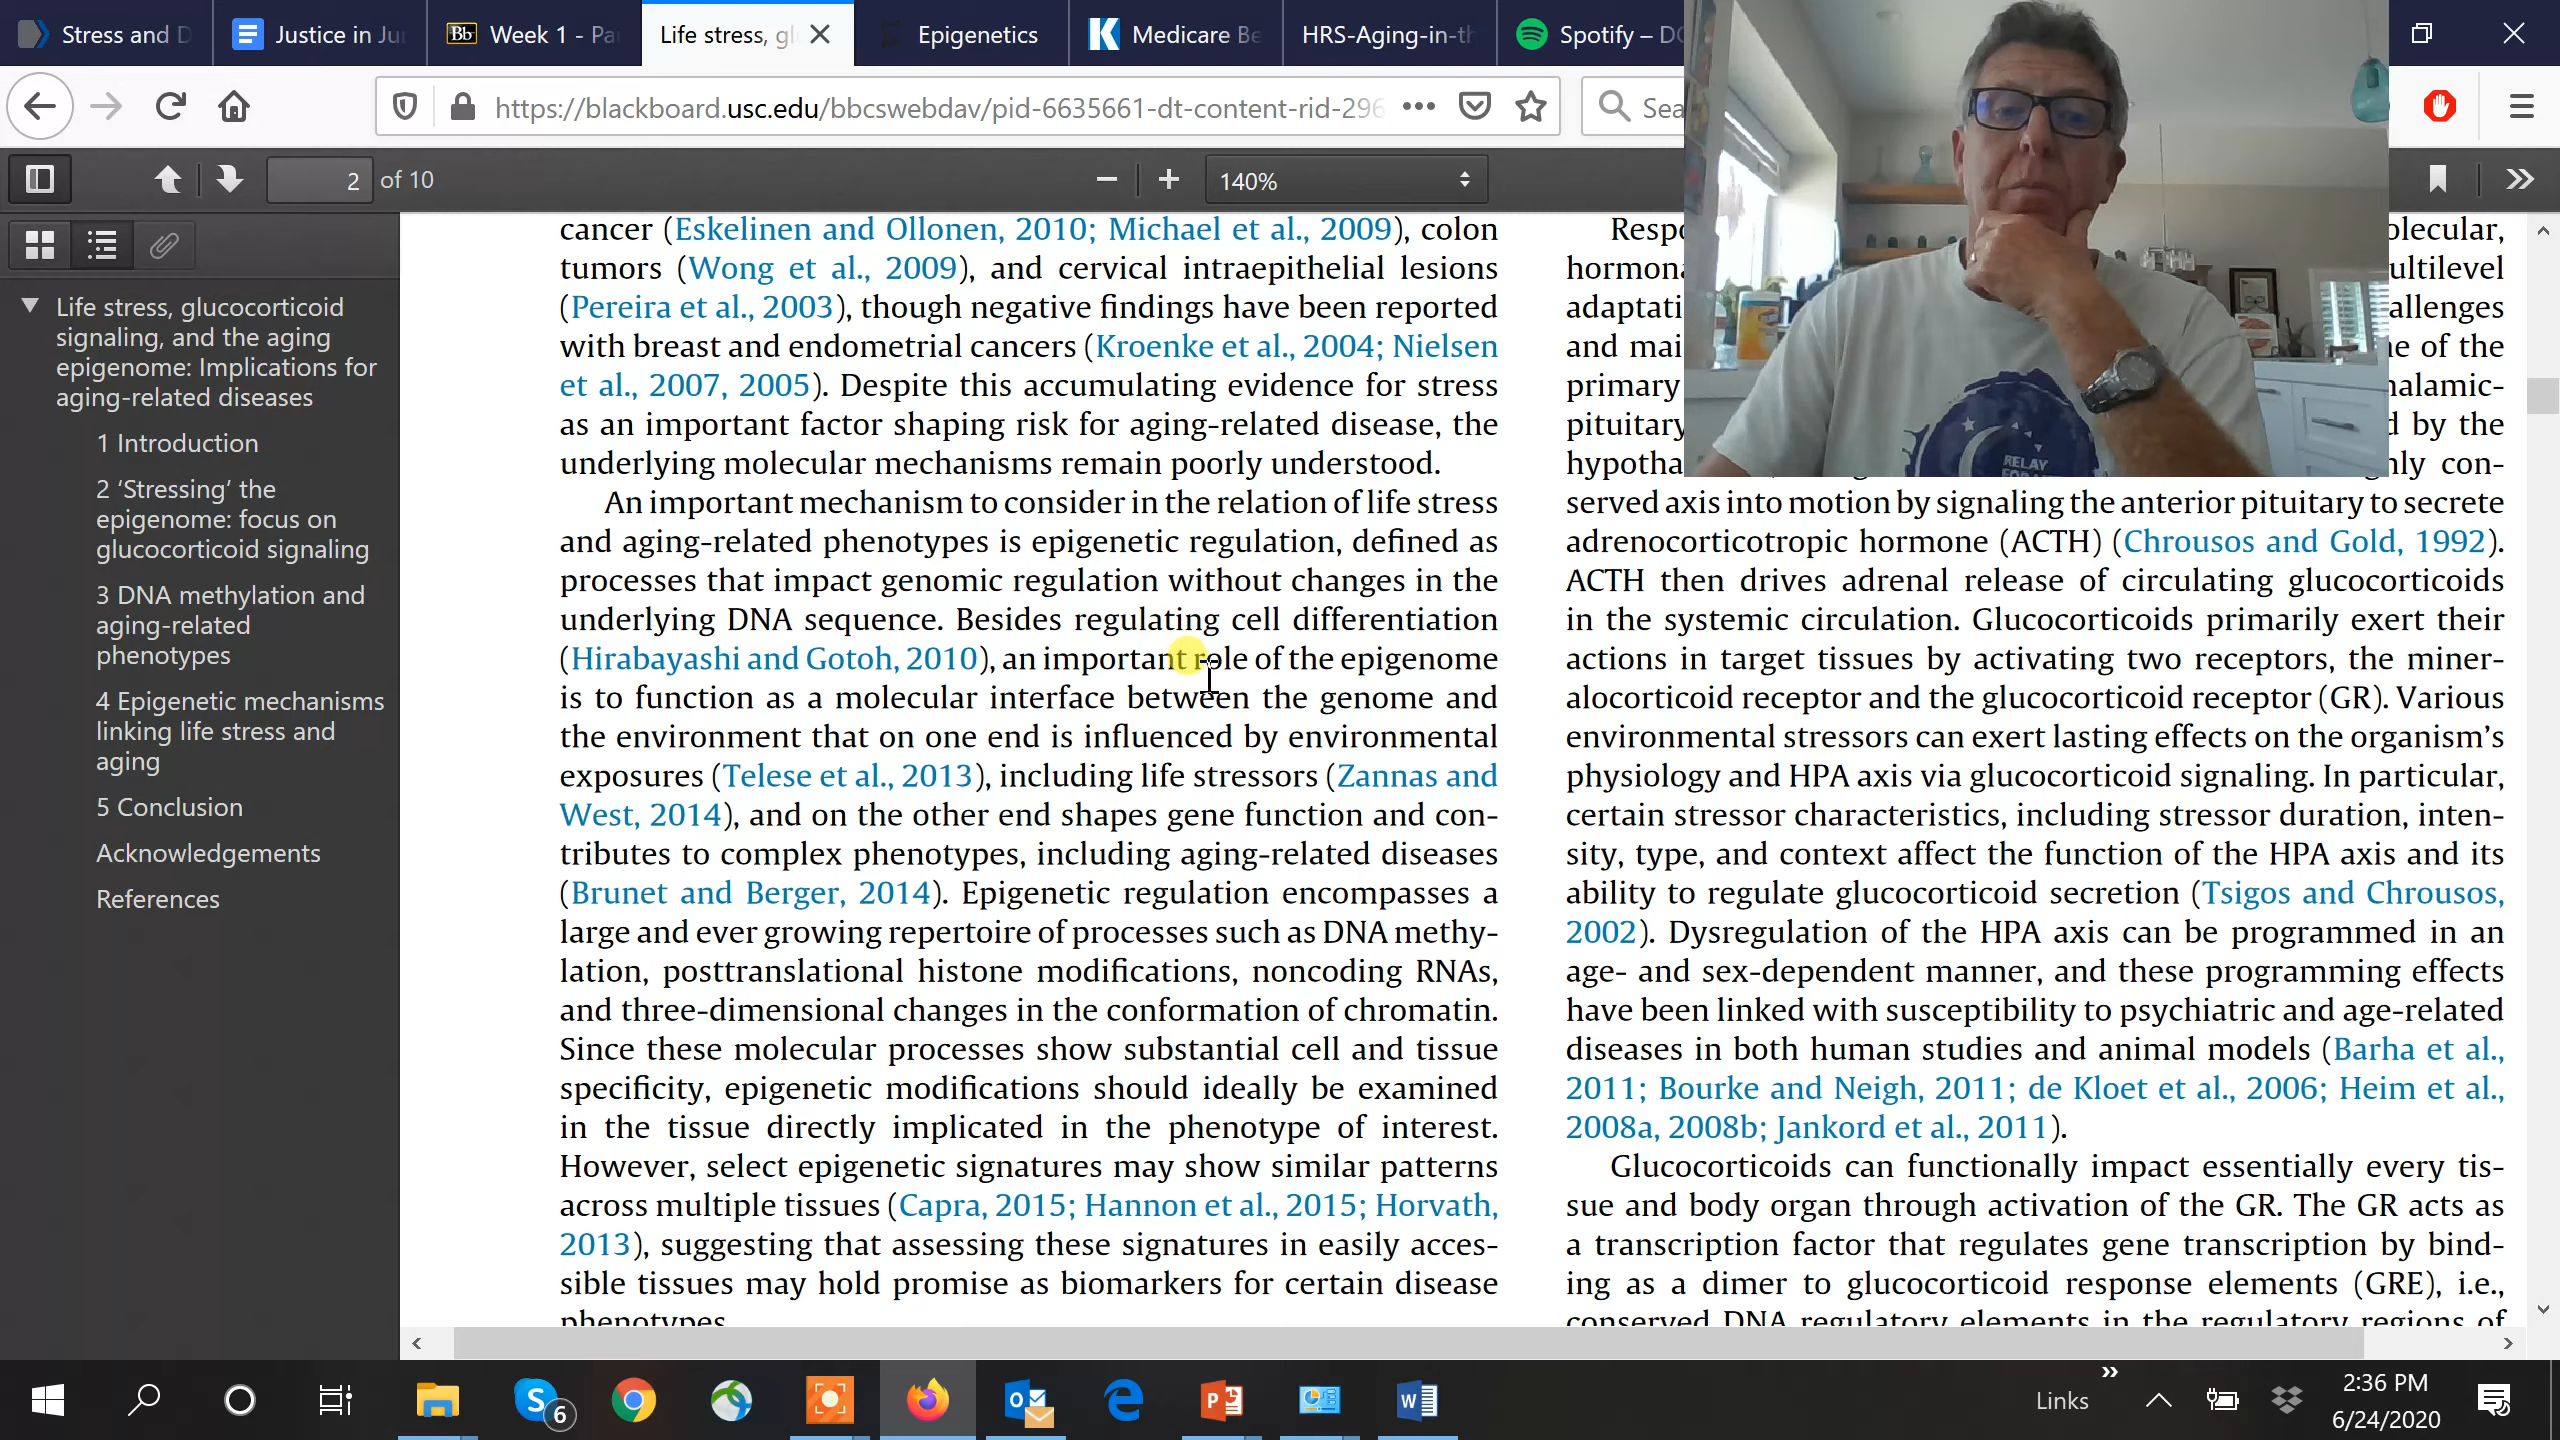 Stress and D
Justice in Ju
Bb Week 1 - Pa
Life stress, gl
Epigenetics
K Medicare Be
HRS-Aging-in-th
Spotify – DC
https://blackboard.usc.edu/bbcswebdav/pid-6635661-dt-content-rid-296
Sea
2 of 10
140%
Life stress, glucocorticoid
signaling, and the aging
epigenome: Implications for
aging-related diseases
1 Introduction
2 ‘Stressing’ the
epigenome: focus on
glucocorticoid signaling
3 DNA methylation and
aging-related
phenotypes
4 Epigenetic mechanisms
linking life stress and
aging
5 Conclusion
Acknowledgements
References
cancer (Eskelinen and Ollonen, 2010; Michael et al., 2009), colon
tumors (Wong et al., 2009), and cervical intraepithelial lesions
(Pereira et al., 2003), though negative findings have been reported
with breast and endometrial cancers (Kroenke et al., 2004; Nielsen
et al., 2007, 2005). Despite this accumulating evidence for stress
as an important factor shaping risk for aging-related disease, the
underlying molecular mechanisms remain poorly understood.
An important mechanism to consider in the relation of life stress
and aging-related phenotypes is epigenetic regulation, defined as
processes that impact genomic regulation without changes in the
underlying DNA sequence. Besides regulating cell differentiation
(Hirabayashi and Gotoh, 2010), an important role of the epigenome
is to function as a molecular interface between the genome and
the environment that on one end is influenced by environmental
exposures (Telese et al., 2013), including life stressors (Zannas and
West, 2014), and on the other end shapes gene function and con-
tributes to complex phenotypes, including aging-related diseases
(Brunet and Berger, 2014). Epigenetic regulation encompasses a
large and ever growing repertoire of processes such as DNA methy-
lation, posttranslational histone modifications, noncoding RNAs,
and three-dimensional changes in the conformation of chromatin.
Since these molecular processes show substantial cell and tissue
specificity, epigenetic modifications should ideally be examined
in the tissue directly implicated in the phenotype of interest.
However, select epigenetic signatures may show similar patterns
across multiple tissues (Capra, 2015; Hannon et al., 2015; Horvath,
2013), suggesting that assessing these signatures in easily acces-
sible tissues may hold promise as biomarkers for certain disease
phenotypes.
Resp olecular,
hormona ultilevel
adaptati allenges
and mai ne of the
primary halamic-
pituitary d by the
hypotha hly con-
served axis into motion by signaling the anterior pituitary to secrete
adrenocorticotropic hormone (ACTH) (Chrousos and Gold, 1992).
ACTH then drives adrenal release of circulating glucocorticoids
in the systemic circulation. Glucocorticoids primarily exert their
actions in target tissues by activating two receptors, the miner-
alocorticoid receptor and the glucocorticoid receptor (GR). Various
environmental stressors can exert lasting effects on the organism’s
physiology and HPA axis via glucocorticoid signaling. In particular,
certain stressor characteristics, including stressor duration, inten-
sity, type, and context affect the function of the HPA axis and its
ability to regulate glucocorticoid secretion (Tsigos and Chrousos,
2002). Dysregulation of the HPA axis can be programmed in an
age- and sex-dependent manner, and these programming effects
have been linked with susceptibility to psychiatric and age-related
diseases in both human studies and animal models (Barha et al.,
2011; Bourke and Neigh, 2011; de Kloet et al., 2006; Heim et al.,
2008a, 2008b; Jankord et al., 2011).
Glucocorticoids can functionally impact essentially every tis-
sue and body organ through activation of the GR. The GR acts as
a transcription factor that regulates gene transcription by bind-
ing as a dimer to glucocorticoid response elements (GRE), i.e.,
conserved DNA regulatory elements in the regulatory regions of
RELAY
Links
2:36 PM
6/24/2020
6